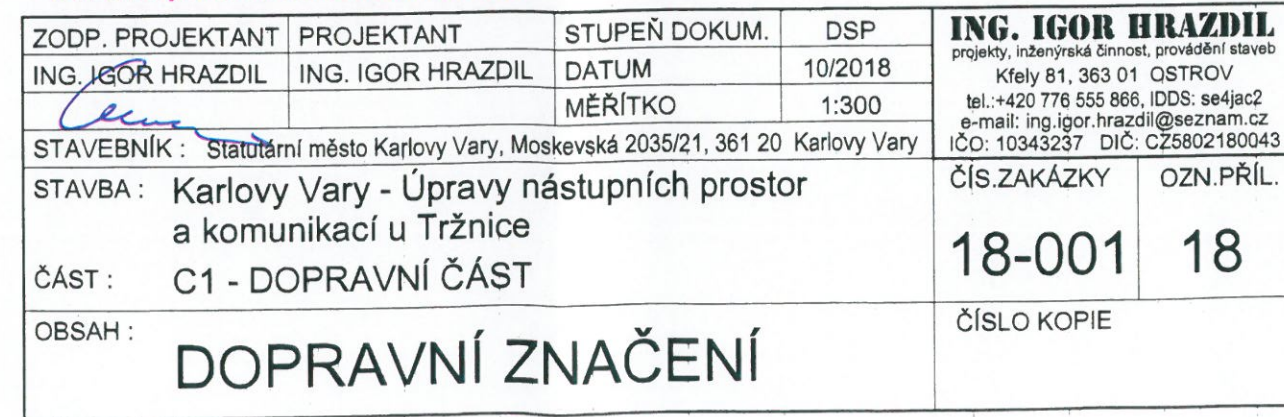 ZODP. PROJEKTANT PROJEKTANT STUPEŇ DOKUM. DSP
ING. IGOR HRAZDIL ING. IGOR HRAZDIL DATUM 10/2018
MĚŘÍTKO 1:300
STAVEBNÍK : Statutární město Karlovy Vary, Moskevská 2035/21, 361 20 Karlovy Vary
ING. IGOR HRAZDIL
projekty, inženýrská činnost, provádění staveb
Kfely 81, 363 01 OSTROV
tel.:+420 776 555 866, IDDS: se4jac2
e-mail: ing.igor.hrazdil@seznam.cz
IČO: 10343237 DIČ: CZ5802180043
STAVBA : Karlovy Vary - Úpravy nástupních prostor
a komunikací u Tržnice
ČÁST : C1 - DOPRAVNÍ ČÁST
ČÍS.ZAKÁZKY OZN.PŘÍL.
18-001 18
OBSAH :
DOPRAVNÍ ZNAČENÍ
ČÍSLO KOPIE